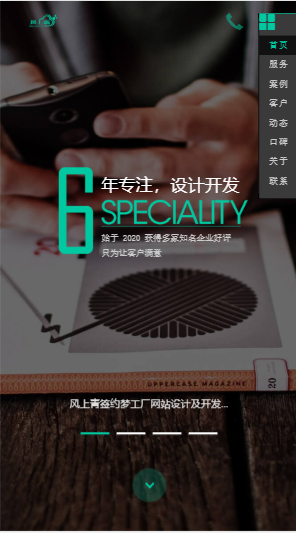 首页
服务
案例
客户
动态
口碑
关于
联系
6
年专注，设计开发
SPECIALITY
始于 2020 获得多家知名企业好评
只为让客户满意
20
UPPERCASE MAGAZINE
20
风上青签约梦工厂网站设计及开发...